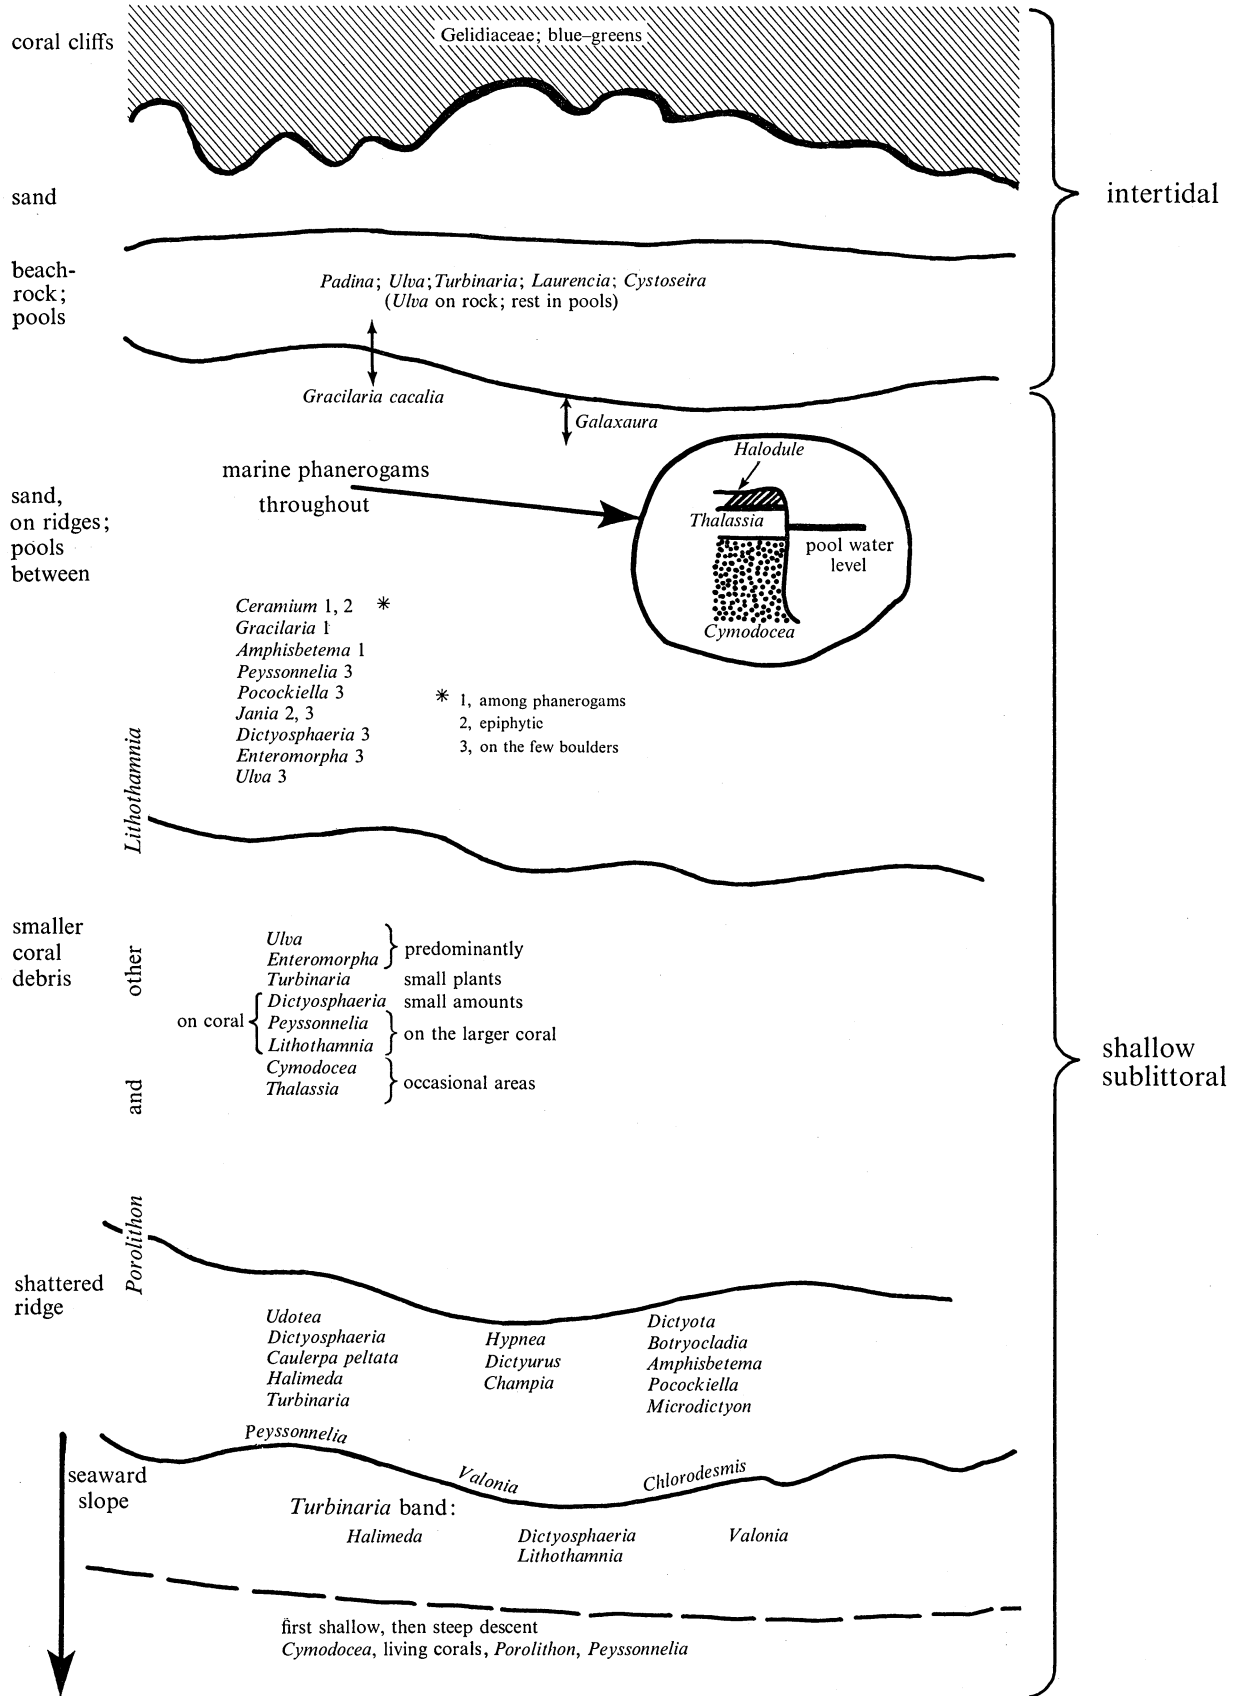 coral cliffs
Gelidiaceae; blue–greens
sand
intertidal
beach-
rock;
pools
Padina; Ulva; Turbinaria; Laurencia; Cystoseira
(Ulva on rock; rest in pools)
Gracilaria cacalia
Galaxaura
marine phanerogams
throughout
Halodule
Thalassia
pool water
level
Cymodocea
sand,
on ridges;
pools
between
Ceramium 1, 2 *
Gracilaria 1
Amphisbetema 1
Peyssonnelia 3
Pocockiella 3
Jania 2, 3
Dictyosphaeria 3
Enteromorpha 3
Ulva 3
* 1, among phanerogams
2, epiphytic
3, on the few boulders
Porolithon and other Lithothamnia
smaller
coral
debris
Ulva
Enteromorpha
predominantly
Turbinaria small plants
on coral
Dictyosphaeria small amounts
Peyssonnelia
Lithothamnia
on the larger coral
Cymodocea
Thalassia
occasional areas
shallow
sublittoral
shattered
ridge
Udotea
Dictyosphaeria
Caulerpa peltata
Halimeda
Turbinaria
Hypnea
Dictyurus
Champia
Dictyota
Botryocladia
Amphisbetema
Pocockiella
Microdictyon
Peyssonnelia
Valonia
Chlorodesmis
seaward
slope
Turbinaria band:
Halimeda
Dictyosphaeria
Lithothamnia
Valonia
first shallow, then steep descent
Cymodocea, living corals, Porolithon, Peyssonnelia